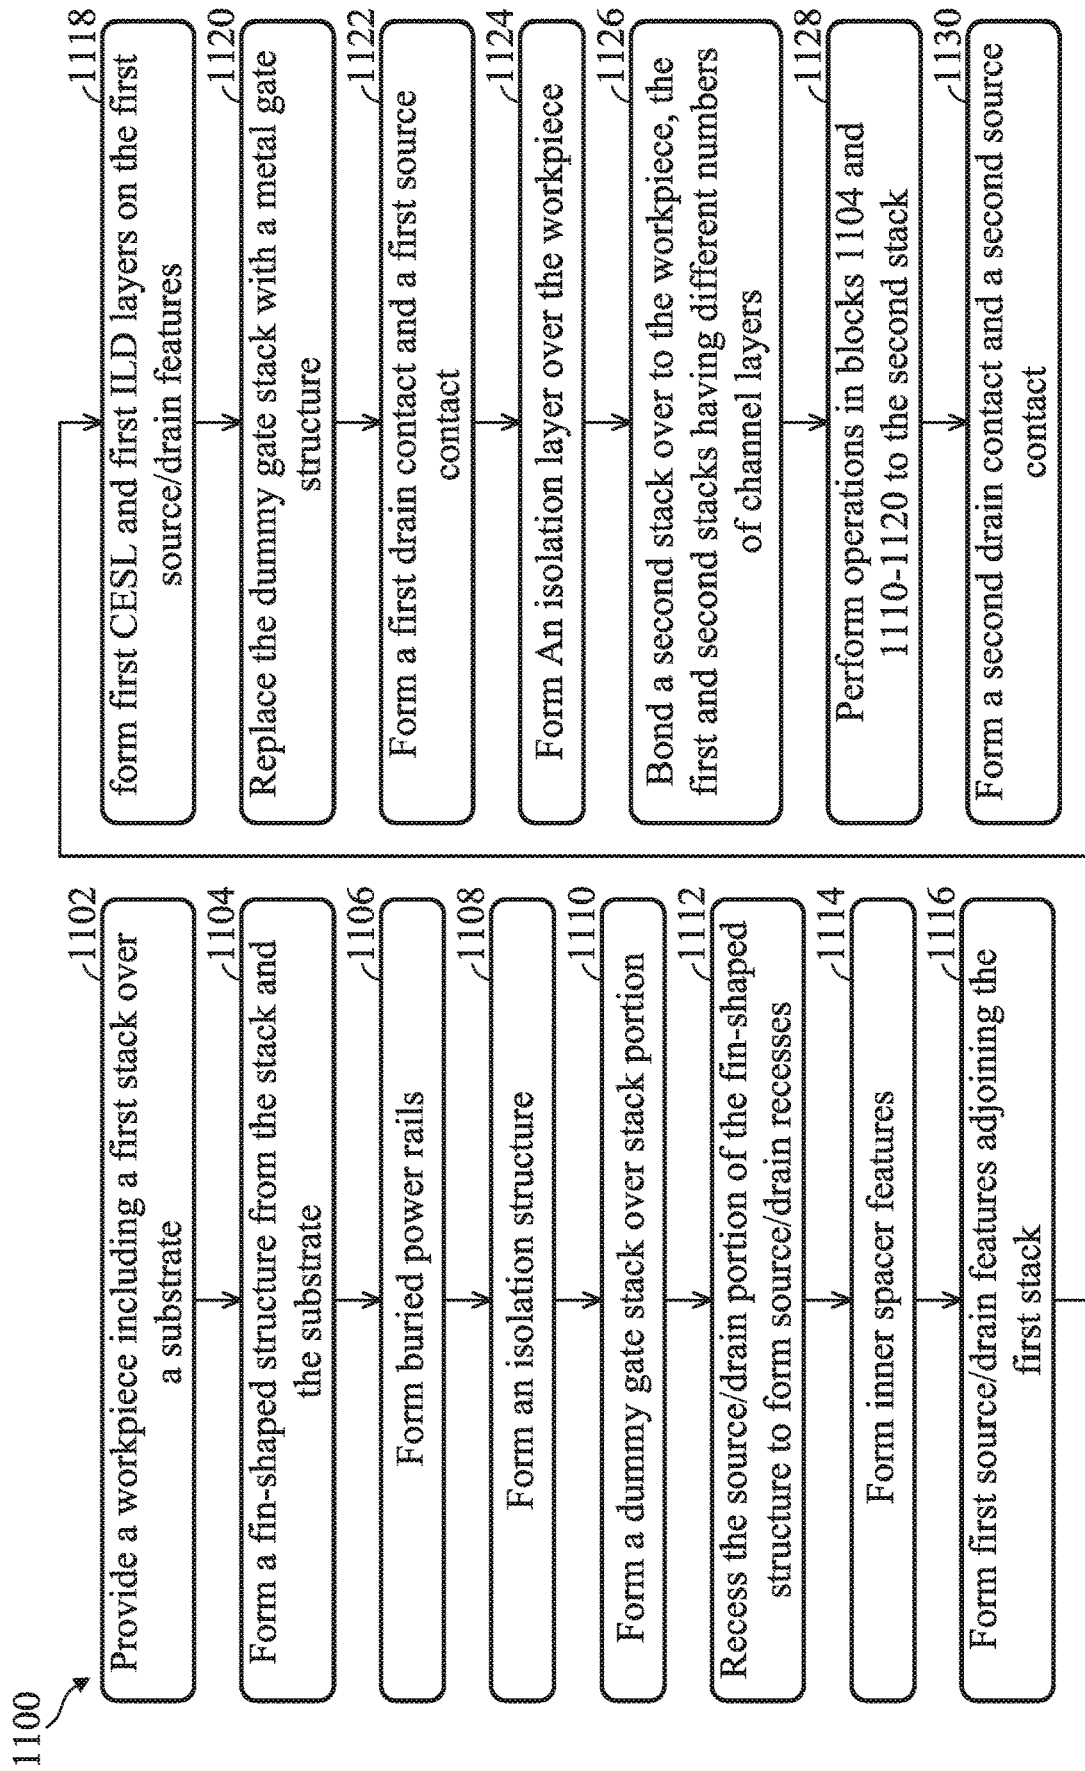 1100
1102
Provide a workpiece including a first stack over
a substrate
1104
Form a fin-shaped structure from the stack and
the substrate
1106
Form buried power rails
1108
Form an isolation structure
1110
Form a dummy gate stack over stack portion
1112
Recess the source/drain portion of the fin-shaped
structure to form source/drain recesses
1114
Form inner spacer features
1116
Form first source/drain features adjoining the
first stack
1118
form first CESL and first ILD layers on the first
source/drain features
1120
Replace the dummy gate stack with a metal gate
structure
1122
Form a first drain contact and a first source
contact
1124
Form An isolation layer over the workpiece
1126
Bond a second stack over to the workpiece, the
first and second stacks having different numbers
of channel layers
1128
Perform operations in blocks 1104 and
1110-1120 to the second stack
1130
Form a second drain contact and a second source
contact